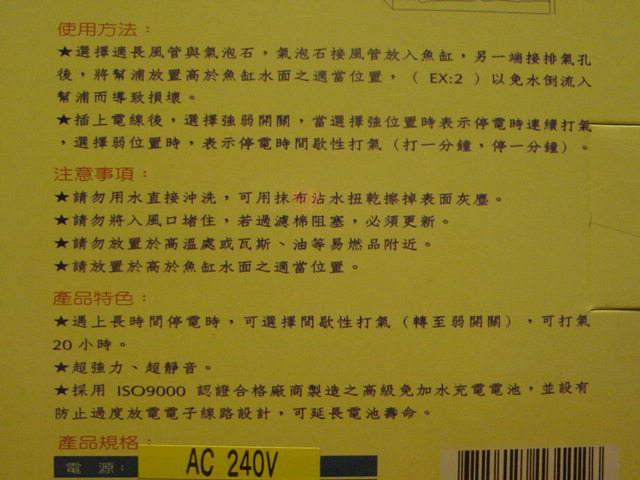 使用方法：
★選擇適長風管與氣泡石，氣泡石接風管放入魚缸，另一端接排氣孔
後，將幫浦放置高於魚缸水面之適當位置，（ EX:2 ）以免水倒流入
幫浦而導致損壞。
★插上電線後，選擇強弱開關，當選擇強位置時表示停電時連續打氣
，選擇弱位置時，表示停電時間歇性打氣（打一分鐘，停一分鐘）。
注意事項：
★請勿用水直接沖洗，可用抹布沾水扭乾擦掉表面灰塵。
★請勿將入風口堵住，若過濾棉阻塞，必須更新。
★請勿放置於高溫處或瓦斯、油等易燃品附近。
★請放置於高於魚缸水面之適當位置。
產品特色：
★遇上長時間停電時，可選擇間歇性打氣（轉至弱開關），可打氣
20小時。
★超強力、超靜音。
★採用 ISO9000 認證合格廠商製造之高級免加水充電電池，並設有
防止過度放電電子線路設計，可延長電池壽命。
產品規格：
電 源： AC 240V